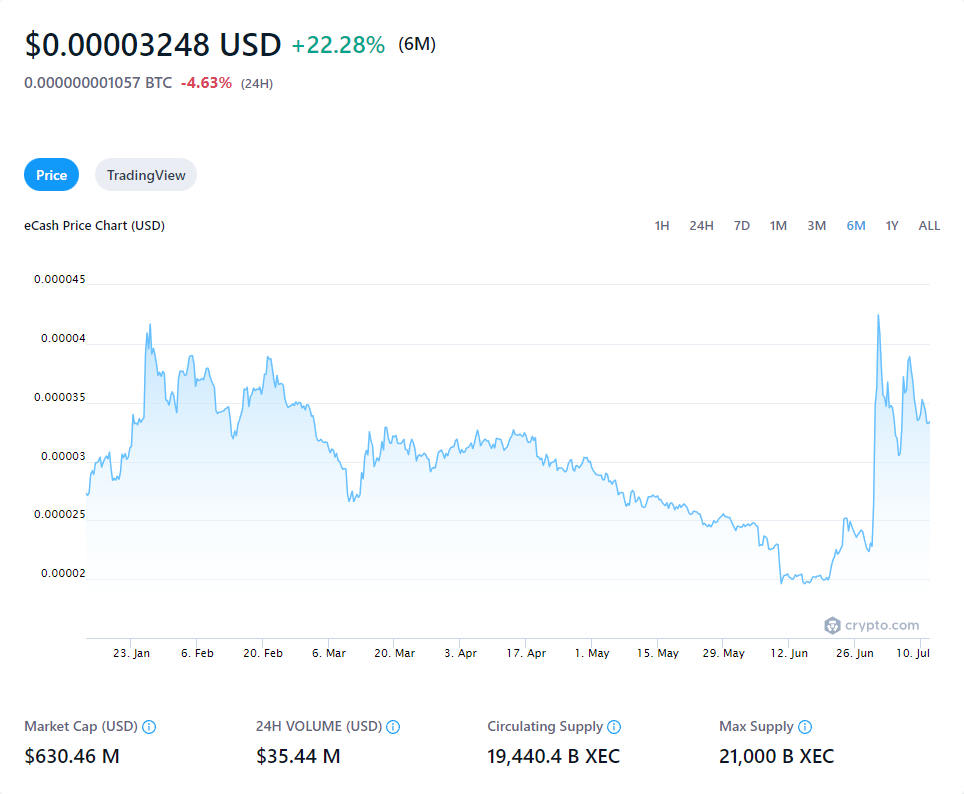 $0.00003248 USD +22.28% (6M)
0.000000001057 BTC -4.63% (24H)
Price TradingView
eCash Price Chart (USD) 1H 24H 7D 1M 3M 6M 1Y ALL
0.000045
0.00004
0.000035
0.00003
0.000025
0.00002
crypto.com
23. Jan 6. Feb 20. Feb 6. Mar 20. Mar 3. Apr 17. Apr 1. May 15. May 29. May 12. Jun 26. Jun 10. Jul
Market Cap (USD) 24H VOLUME (USD) Circulating Supply Max Supply
$630.46 M $35.44 M 19,440.4 B XEC 21,000 B XEC